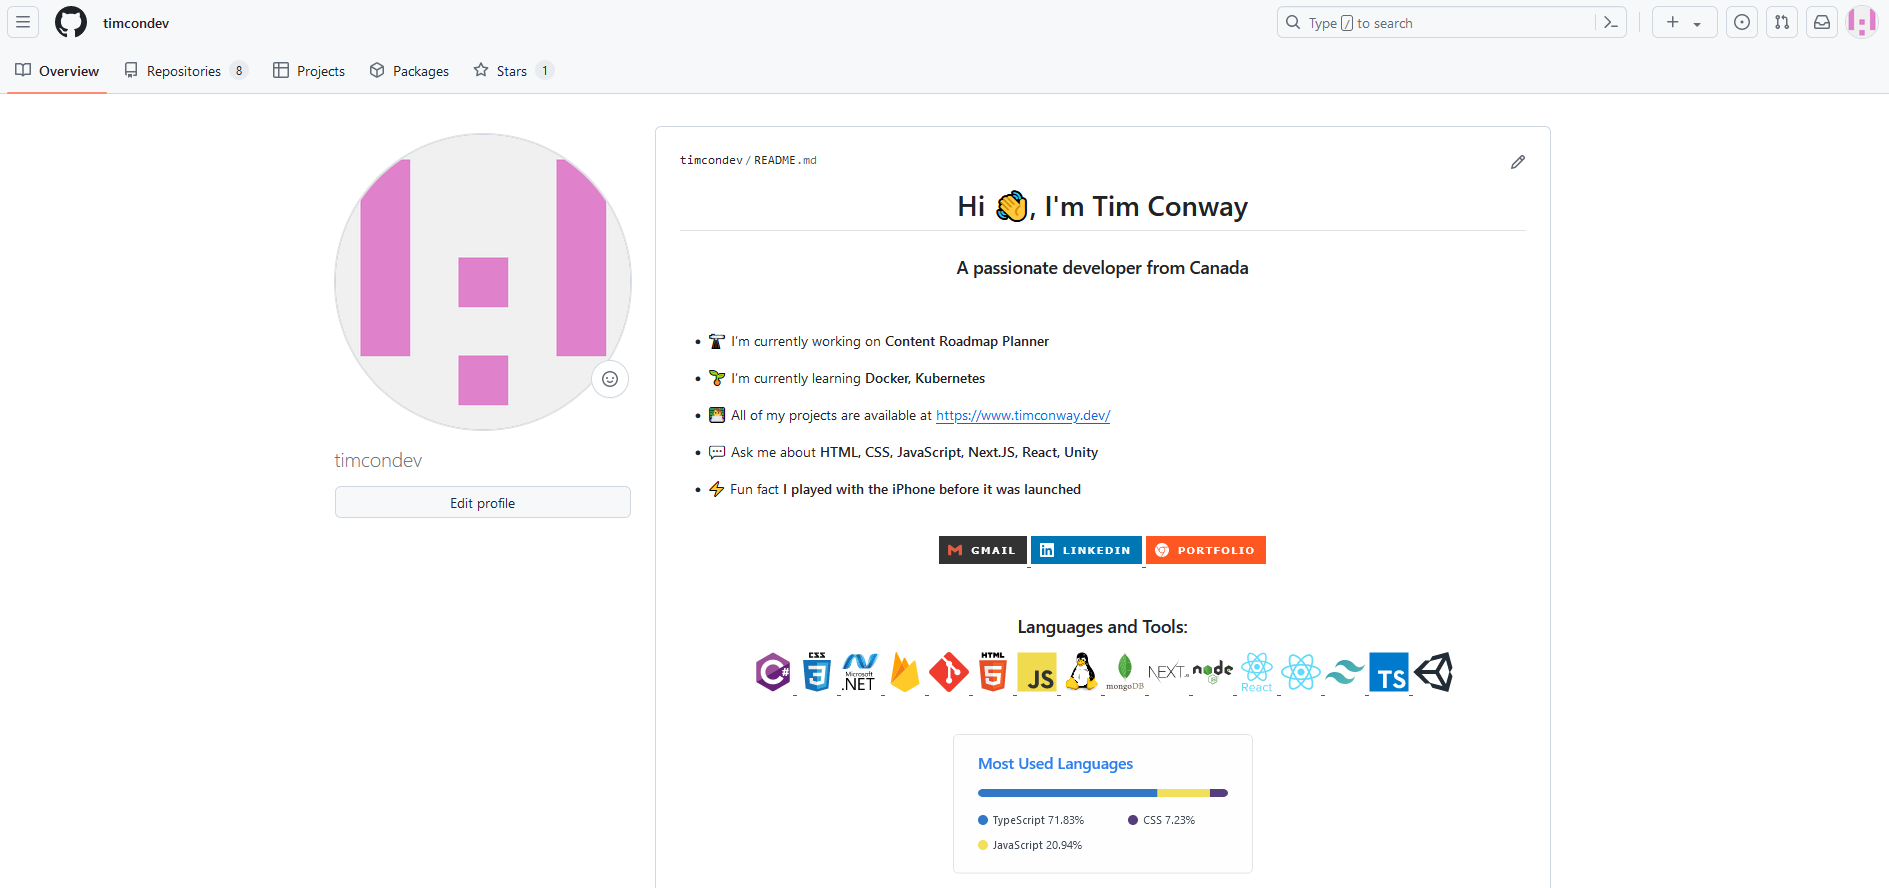 timcondev
Type / to search
Overview
Repositories 8
Projects
Packages
Stars 1
timcondev
Edit profile
timcondev/README.md
Hi 👋, I'm Tim Conway
A passionate developer from Canada
• 🔭 I'm currently working on Content Roadmap Planner
• 🌱 I'm currently learning Docker, Kubernetes
• 👨‍💻 All of my projects are available at https://www.timconway.dev/
• 💬 Ask me about HTML, CSS, JavaScript, Next.JS, React, Unity
• ⚡ Fun fact I played with the iPhone before it was launched
GMAIL LINKEDIN PORTFOLIO
Languages and Tools:
C# CSS 3 Microsoft .NET HTML 5 JS mongoDB NEXT.JS node JS React TS
Most Used Languages
TypeScript 71.83%
CSS 7.23%
JavaScript 20.94%